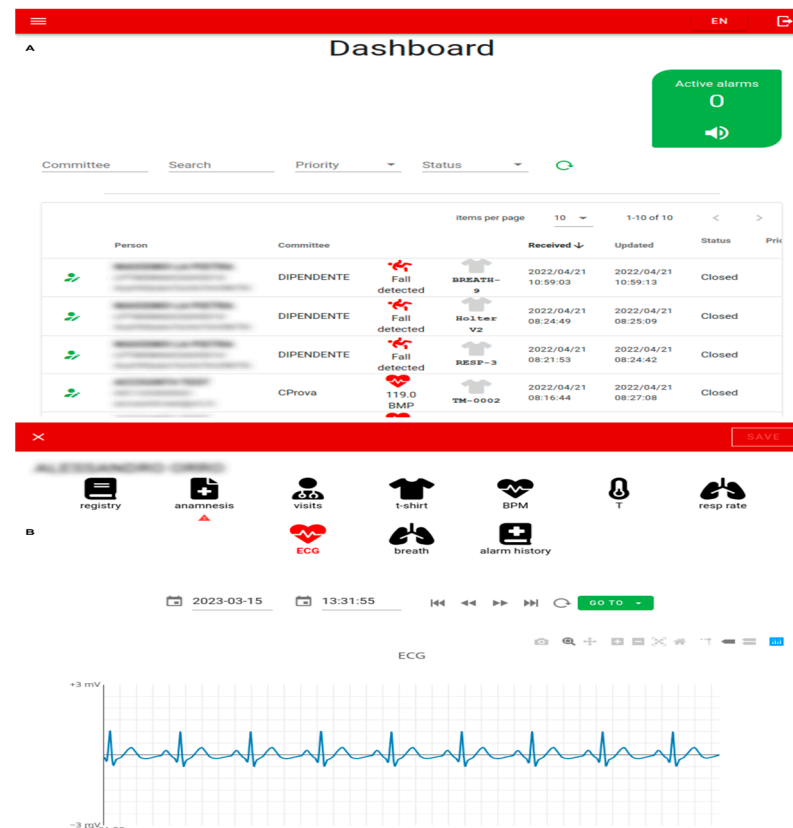 EN
A
Dashboard
Active alarms
0
Committee Search Priority Status
items per page 10 1-10 of 10 < >
Person Committee Received Updated Status Pric
DIPENDENTE Fall detected BREATH-9 2022/04/21 10:59:03 2022/04/21 10:59:13 Closed
DIPENDENTE Fall detected Holter V2 2022/04/21 08:24:49 2022/04/21 08:25:09 Closed
DIPENDENTE Fall detected RESP-3 2022/04/21 08:21:53 2022/04/21 08:24:42 Closed
CProva 119.0 BMP TM-0002 2022/04/21 08:16:44 2022/04/21 08:27:08 Closed
SAVE
registry anamnesis visits t-shirt BPM T resp rate
B
ECG breath alarm history
2023-03-15 13:31:55 GO TO
ECG
+3 mV
-3 mV